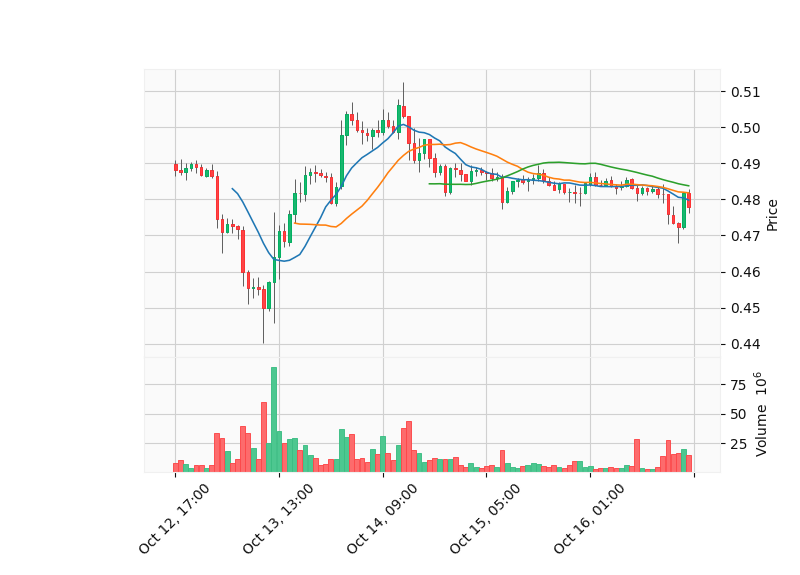 0.51
0.50
0.49
0.48
0.47
0.46
0.45
0.44
Price
75
50
25
Volume 10^6
Oct 12, 17:00
Oct 13, 13:00
Oct 14, 09:00
Oct 15, 05:00
Oct 16, 01:00